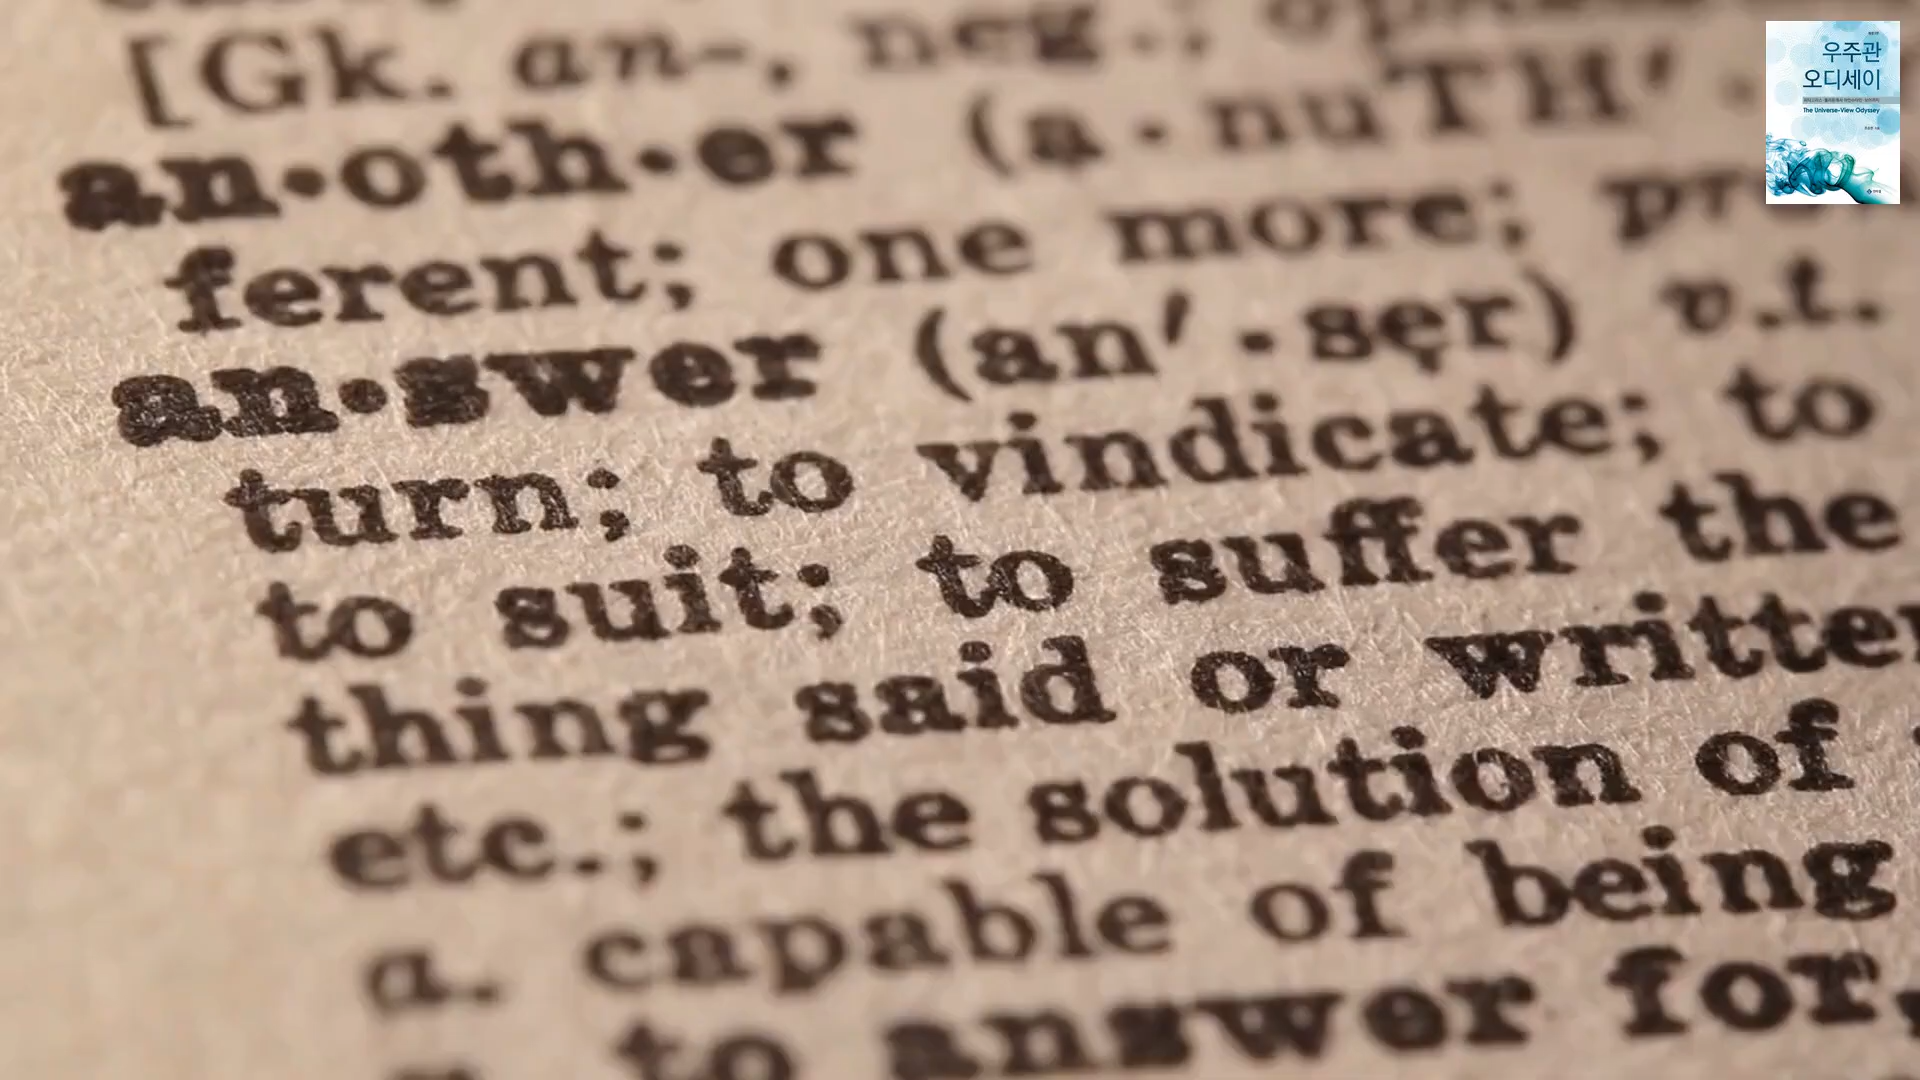 [Gk. an-, neg.;
an•oth•er (a·nuTH′·
ferent; one more;
an•swer (an′·sẹr) v.t.
turn; to vindicate; to
to suit; to suffer the
thing said or written
etc.; the solution of
a. capable of being
to answer for,
우주관
오디세이
The Universe-View Odyssey